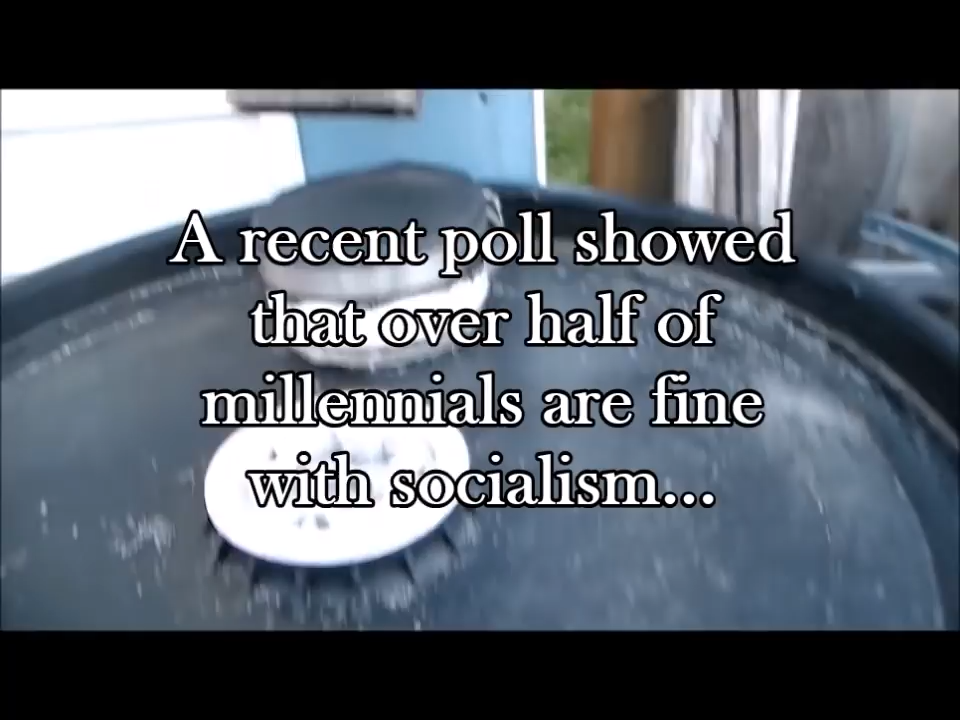 A recent poll showed
that over half of
millennials are fine
with socialism...